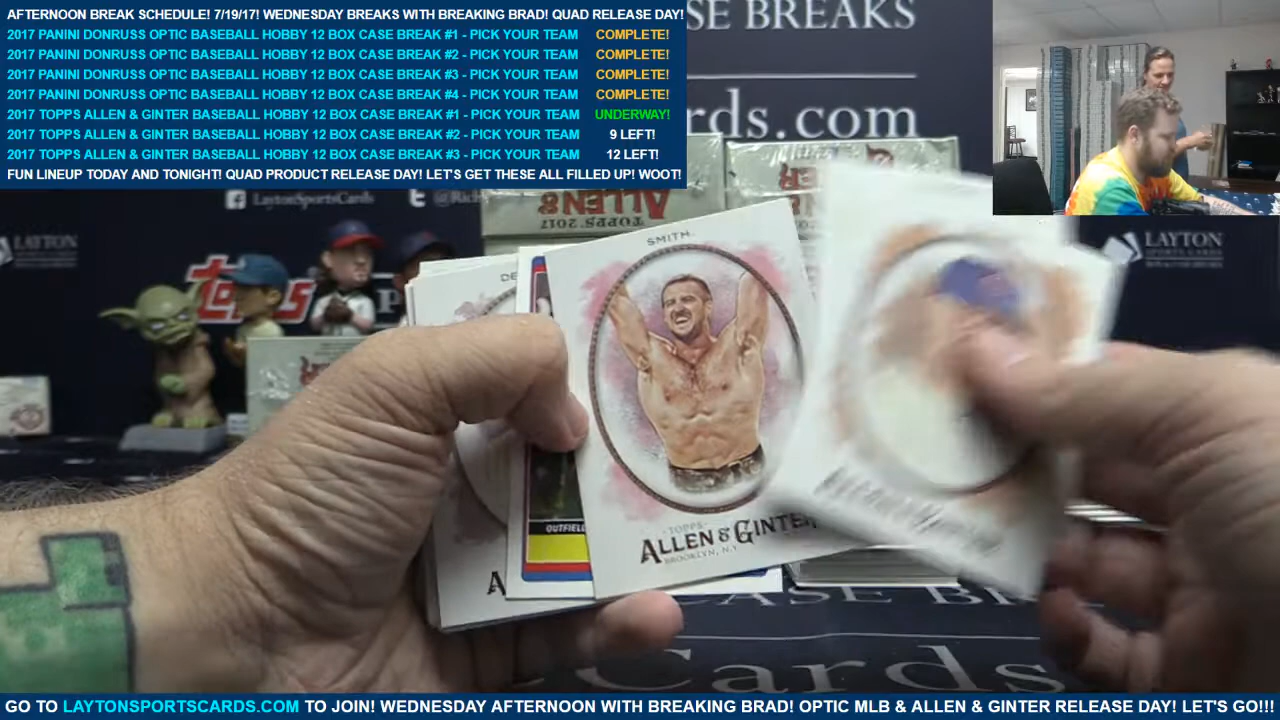 AFTERNOON BREAK SCHEDULE! 7/19/17! WEDNESDAY BREAKS WITH BREAKING BRAD! QUAD RELEASE DAY!
2017 PANINI DONRUSS OPTIC BASEBALL HOBBY 12 BOX CASE BREAK #1 - PICK YOUR TEAM COMPLETE!
2017 PANINI DONRUSS OPTIC BASEBALL HOBBY 12 BOX CASE BREAK #2 - PICK YOUR TEAM COMPLETE!
2017 PANINI DONRUSS OPTIC BASEBALL HOBBY 12 BOX CASE BREAK #3 - PICK YOUR TEAM COMPLETE!
2017 PANINI DONRUSS OPTIC BASEBALL HOBBY 12 BOX CASE BREAK #4 - PICK YOUR TEAM COMPLETE!
2017 TOPPS ALLEN & GINTER BASEBALL HOBBY 12 BOX CASE BREAK #1 - PICK YOUR TEAM UNDERWAY!
2017 TOPPS ALLEN & GINTER BASEBALL HOBBY 12 BOX CASE BREAK #2 - PICK YOUR TEAM 9 LEFT!
2017 TOPPS ALLEN & GINTER BASEBALL HOBBY 12 BOX CASE BREAK #3 - PICK YOUR TEAM 12 LEFT!
FUN LINEUP TODAY AND TONIGHT! QUAD PRODUCT RELEASE DAY! LET'S GET THESE ALL FILLED UP! WOOT!
SE BREAKS
rds.com
LaytonSportsCards
LAYTON
LAYTON
topps
TOPPS 2017
ALLEN &
SMITH
DE
OUTFIEL
TOPPS
ALLEN & GINTER
BROOKLYN, N.Y.
A
CASE BREAKS
Cards
GO TO LAYTONSPORTSCARDS.COM TO JOIN! WEDNESDAY AFTERNOON WITH BREAKING BRAD! OPTIC MLB & ALLEN & GINTER RELEASE DAY! LET'S GO!!!